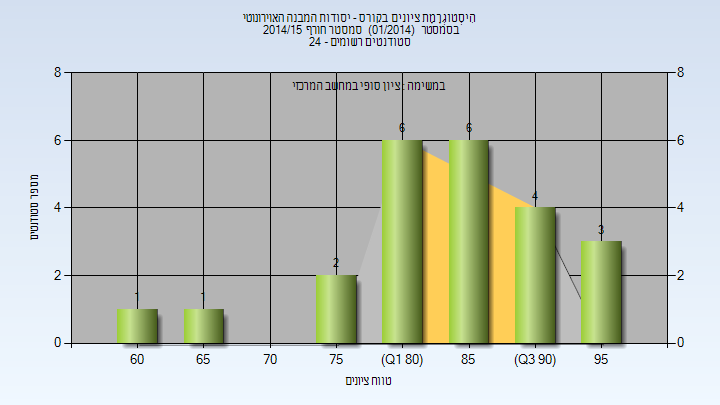 היסטוגרמת ציונים בקורס - יסודות המבנה האוירונוטי
בסמסטר (01/2014) סמסטר חורף 2014/15
סטודנטים רשומים - 24
במשימה : ציון סופי במחשב המרכזי
מספר סטודנטים
8 8
6 6
4 4
2 2
0 0
1 1 2 6 6 4 3
60 65 70 75 (Q1 80) 85 (Q3 90) 95
טווח ציונים